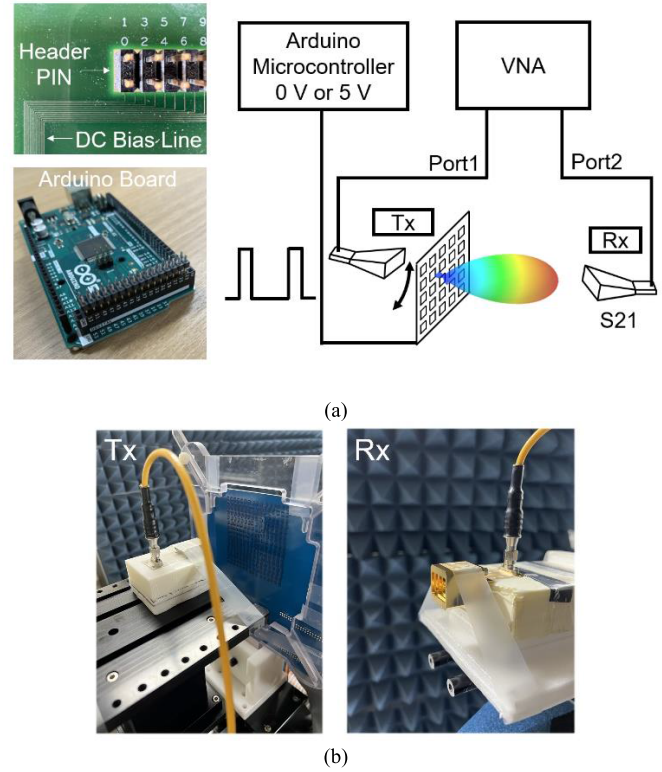 1 3 5 7 9
0 2 4 6 8
Header
PIN
DC Bias Line
Arduino Board
ARDUINO
Arduino
Microcontroller
0 V or 5 V
VNA
Port1
Port2
Tx
Rx
S21
(a)
Tx
Rx
(b)